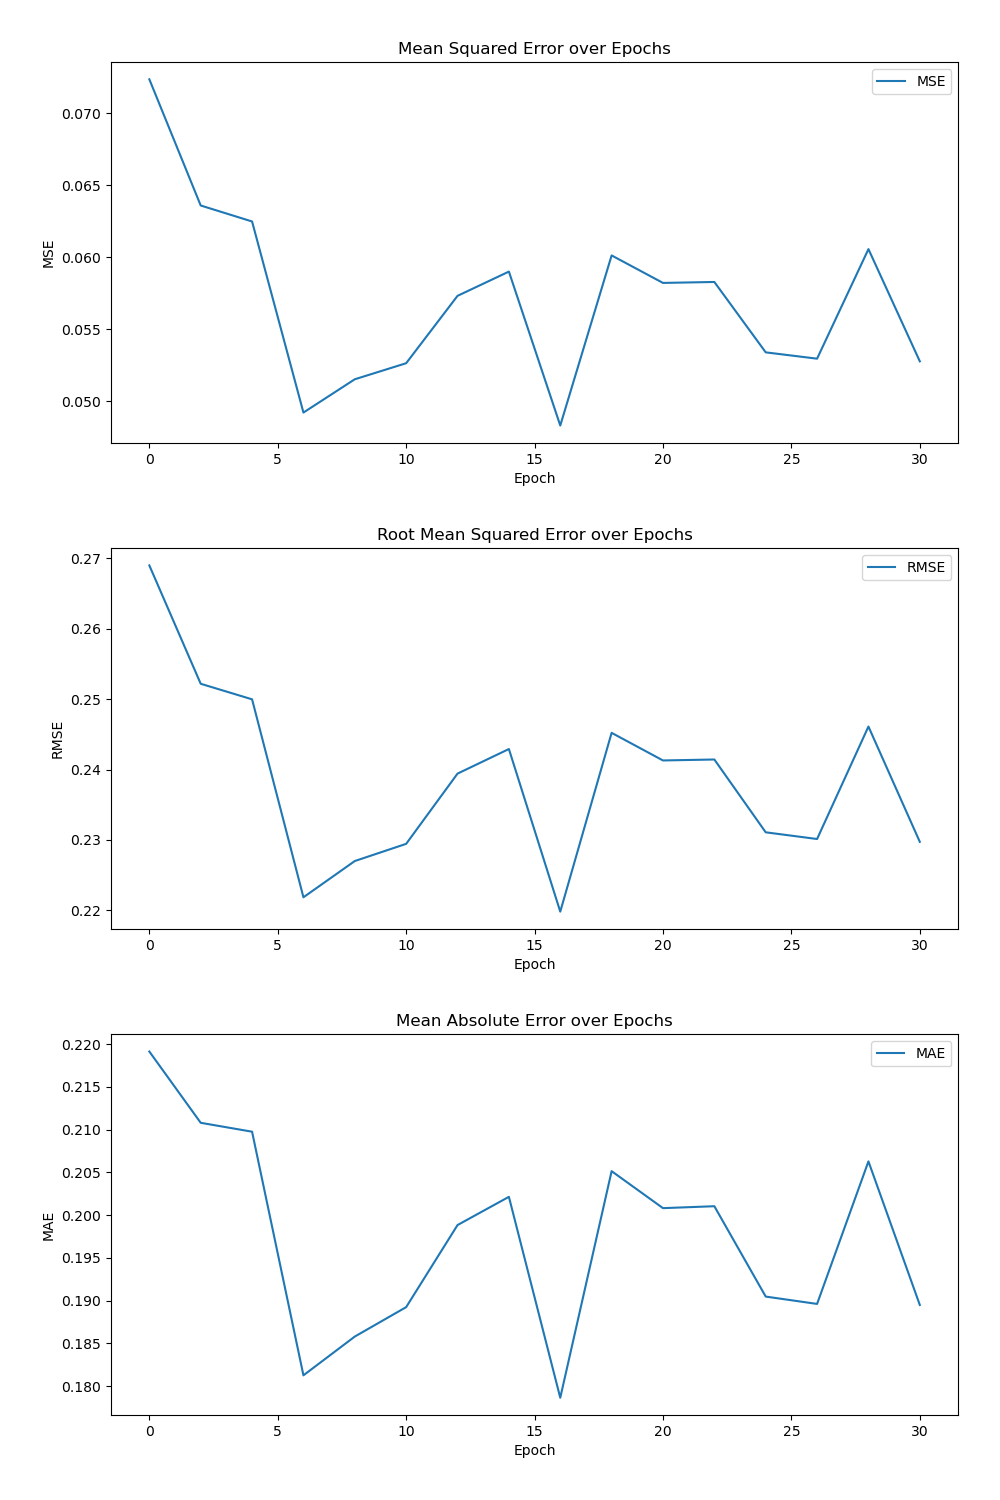 Mean Squared Error over Epochs
MSE
0.070
0.065
0.060
0.055
0.050
MSE
0 5 10 15 20 25 30
Epoch
Root Mean Squared Error over Epochs
RMSE
0.27
0.26
0.25
0.24
0.23
0.22
RMSE
0 5 10 15 20 25 30
Epoch
Mean Absolute Error over Epochs
MAE
0.220
0.215
0.210
0.205
0.200
0.195
0.190
0.185
0.180
MAE
0 5 10 15 20 25 30
Epoch